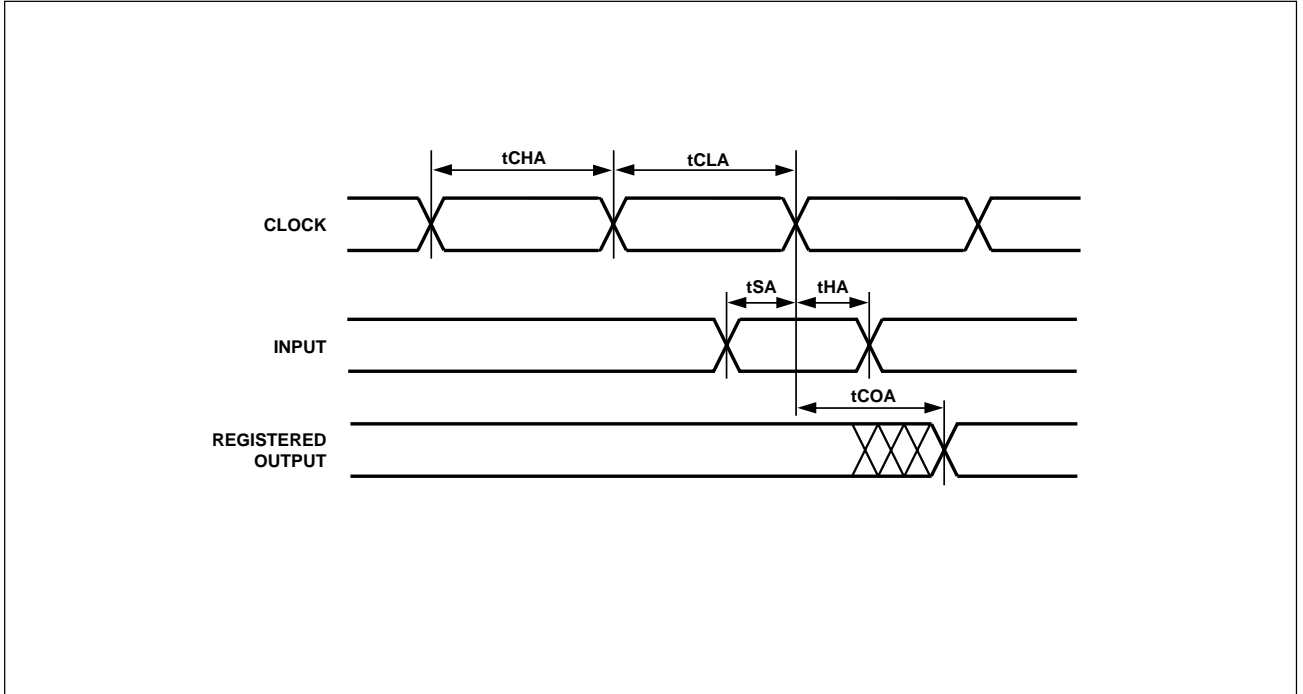 tCHA
tCLA
CLOCK
tSA
tHA
INPUT
tCOA
REGISTERED
OUTPUT